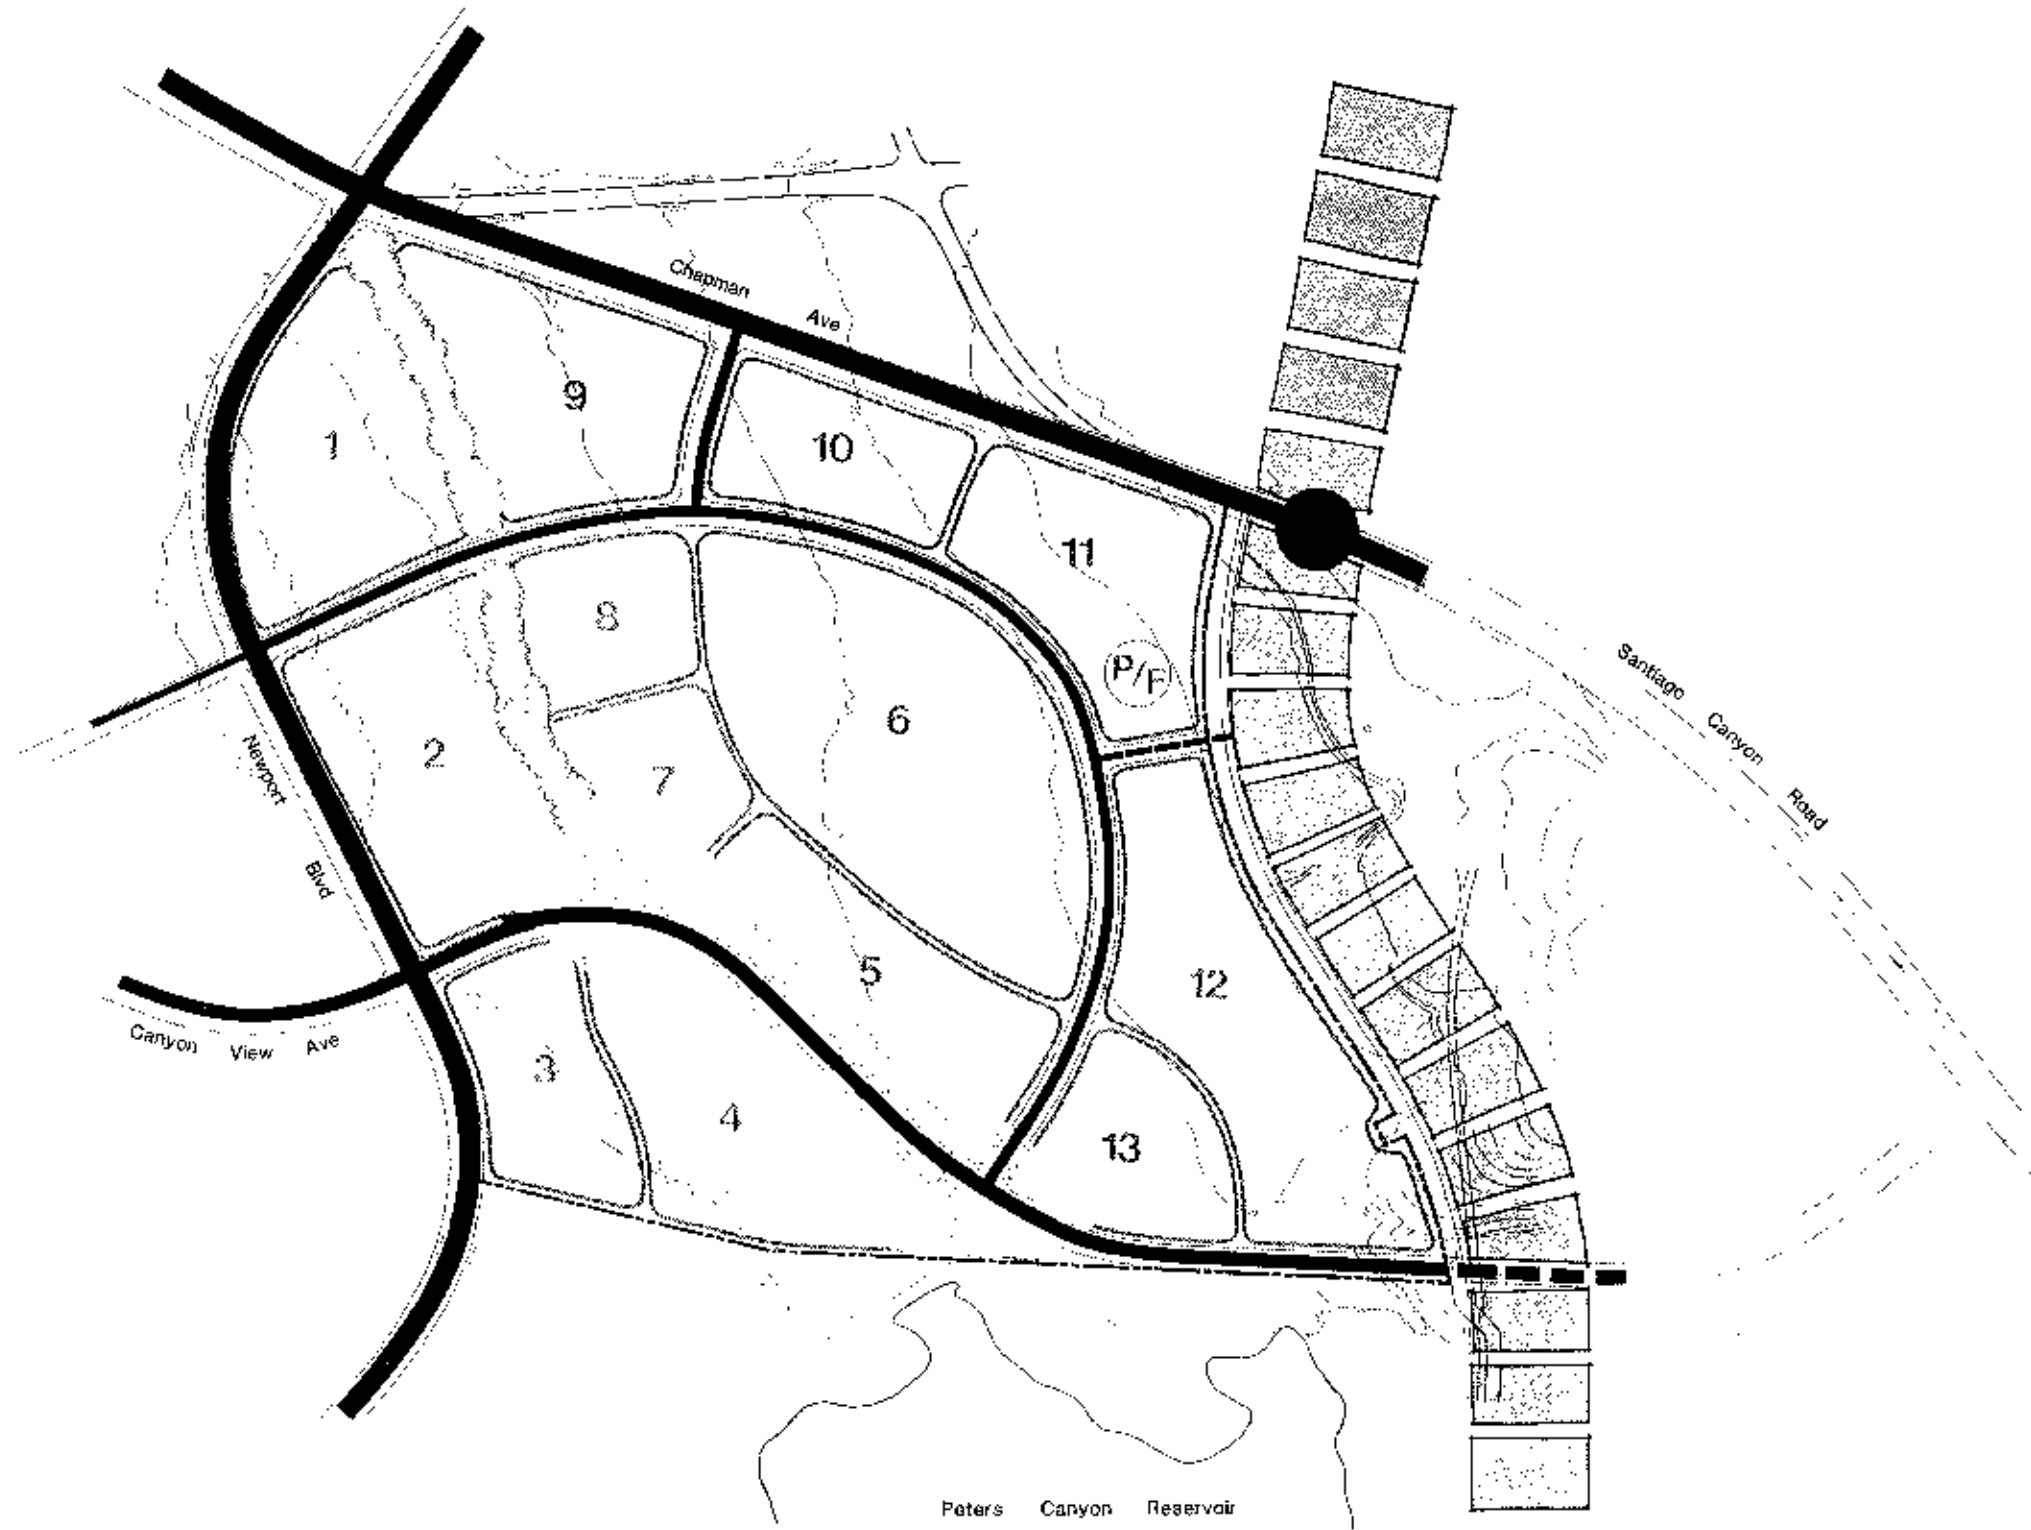 Chapman Ave
9
1
10
11
8
P/F
Santiago Canyon Road
6
2
7
Newport Blvd
5
12
Canyon View Ave
3
4
13
Peters Canyon Reservoir